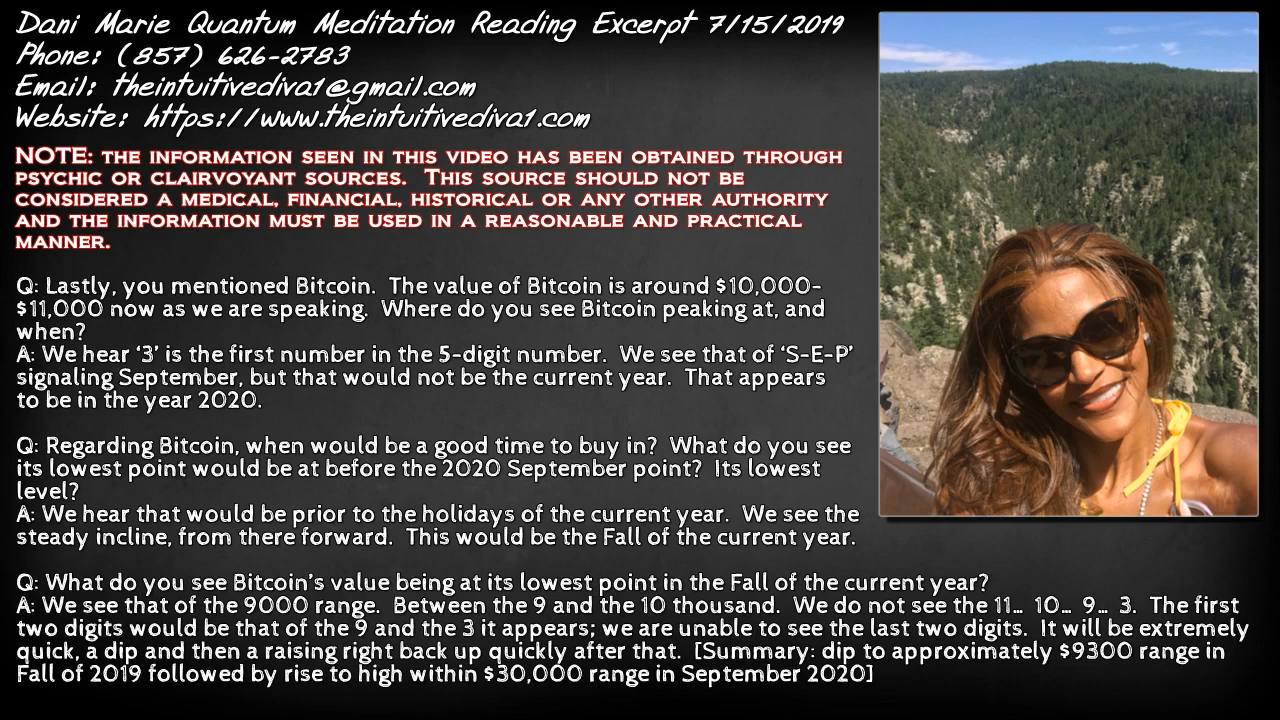 Dani Marie Quantum Meditation Reading Excerpt 7/15/2019
Phone: (857) 626-2783
Email: theintuitivediva1@gmail.com
Website: https://www.theintuitivediva1.com
NOTE: THE INFORMATION SEEN IN THIS VIDEO HAS BEEN OBTAINED THROUGH
PSYCHIC OR CLAIRVOYANT SOURCES. THIS SOURCE SHOULD NOT BE
CONSIDERED A MEDICAL, FINANCIAL, HISTORICAL OR ANY OTHER AUTHORITY
AND THE INFORMATION MUST BE USED IN A REASONABLE AND PRACTICAL
MANNER.
Q: Lastly, you mentioned Bitcoin. The value of Bitcoin is around $10,000-
$11,000 now as we are speaking. Where do you see Bitcoin peaking at, and
when?
A: We hear ‘3’ is the first number in the 5-digit number. We see that of ‘S-E-P’
signaling September, but that would not be the current year. That appears
to be in the year 2020.
Q: Regarding Bitcoin, when would be a good time to buy in? What do you see
its lowest point would be at before the 2020 September point? Its lowest
level?
A: We hear that would be prior to the holidays of the current year. We see the
steady incline, from there forward. This would be the Fall of the current year.
Q: What do you see Bitcoin’s value being at its lowest point in the Fall of the current year?
A: We see that of the 9000 range. Between the 9 and the 10 thousand. We do not see the 11… 10… 9… 3. The first
two digits would be that of the 9 and the 3 it appears; we are unable to see the last two digits. It will be extremely
quick, a dip and then a raising right back up quickly after that. [Summary: dip to approximately $9300 range in
Fall of 2019 followed by rise to high within $30,000 range in September 2020]